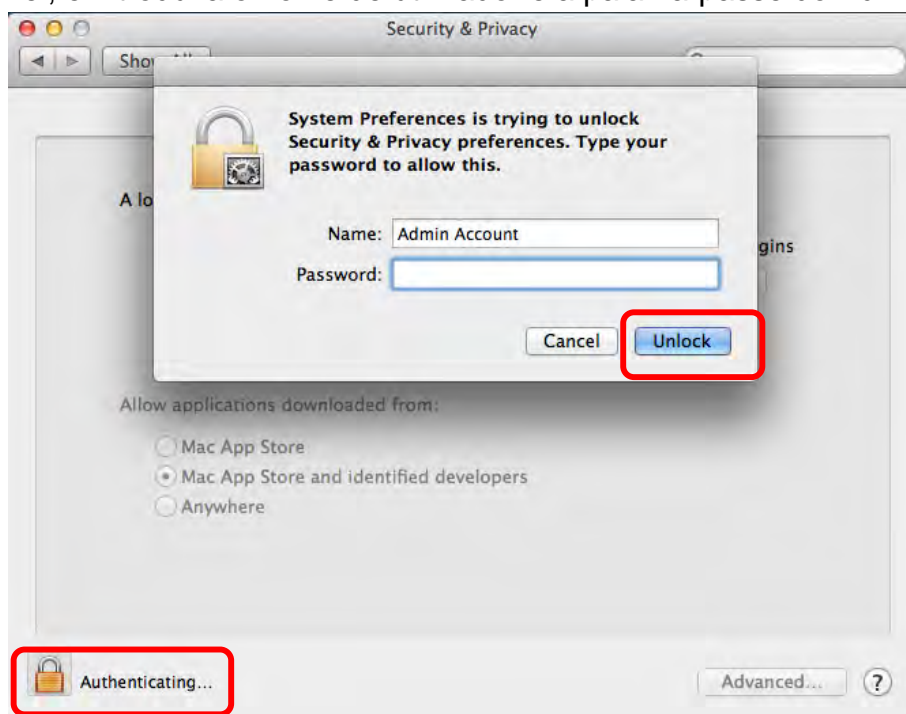 Security & Privacy
System Preferences is trying to unlock
Security & Privacy preferences. Type your
password to allow this.
Name: Admin Account
Password:
Cancel Unlock
Allow applications downloaded from:
Mac App Store
Mac App Store and identified developers
Anywhere
Authenticating...
Advanced... ?